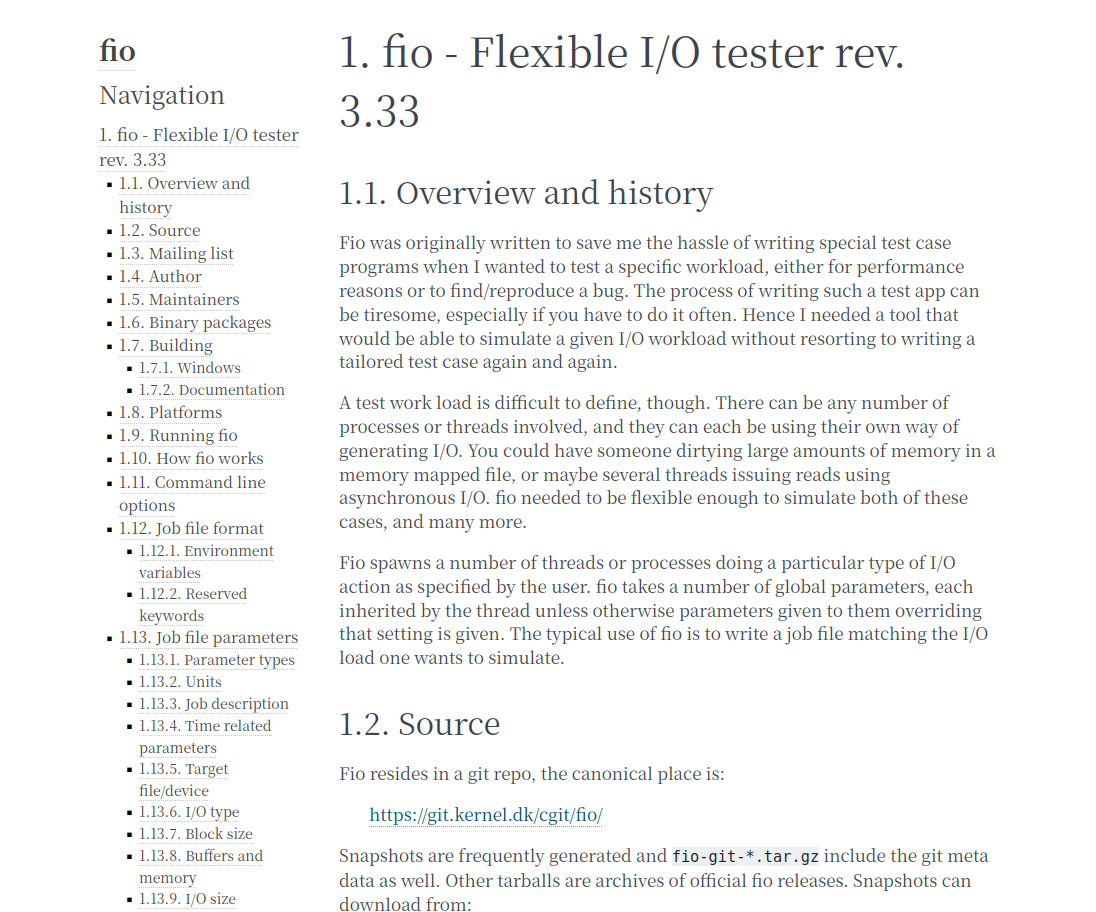 fio
Navigation
1. fio - Flexible I/O tester
rev. 3.33
1.1. Overview and
history
1.2. Source
1.3. Mailing list
1.4. Author
1.5. Maintainers
1.6. Binary packages
1.7. Building
1.7.1. Windows
1.7.2. Documentation
1.8. Platforms
1.9. Running fio
1.10. How fio works
1.11. Command line
options
1.12. Job file format
1.12.1. Environment
variables
1.12.2. Reserved
keywords
1.13. Job file parameters
1.13.1. Parameter types
1.13.2. Units
1.13.3. Job description
1.13.4. Time related
parameters
1.13.5. Target
file/device
1.13.6. I/O type
1.13.7. Block size
1.13.8. Buffers and
memory
1.13.9. I/O size
1. fio - Flexible I/O tester rev.
3.33
1.1. Overview and history
Fio was originally written to save me the hassle of writing special test case
programs when I wanted to test a specific workload, either for performance
reasons or to find/reproduce a bug. The process of writing such a test app can
be tiresome, especially if you have to do it often. Hence I needed a tool that
would be able to simulate a given I/O workload without resorting to writing a
tailored test case again and again.
A test work load is difficult to define, though. There can be any number of
processes or threads involved, and they can each be using their own way of
generating I/O. You could have someone dirtying large amounts of memory in a
memory mapped file, or maybe several threads issuing reads using
asynchronous I/O. fio needed to be flexible enough to simulate both of these
cases, and many more.
Fio spawns a number of threads or processes doing a particular type of I/O
action as specified by the user. fio takes a number of global parameters, each
inherited by the thread unless otherwise parameters given to them overriding
that setting is given. The typical use of fio is to write a job file matching the I/O
load one wants to simulate.
1.2. Source
Fio resides in a git repo, the canonical place is:
https://git.kernel.dk/cgit/fio/
Snapshots are frequently generated and fio-git-*.tar.gz include the git meta
data as well. Other tarballs are archives of official fio releases. Snapshots can
download from: